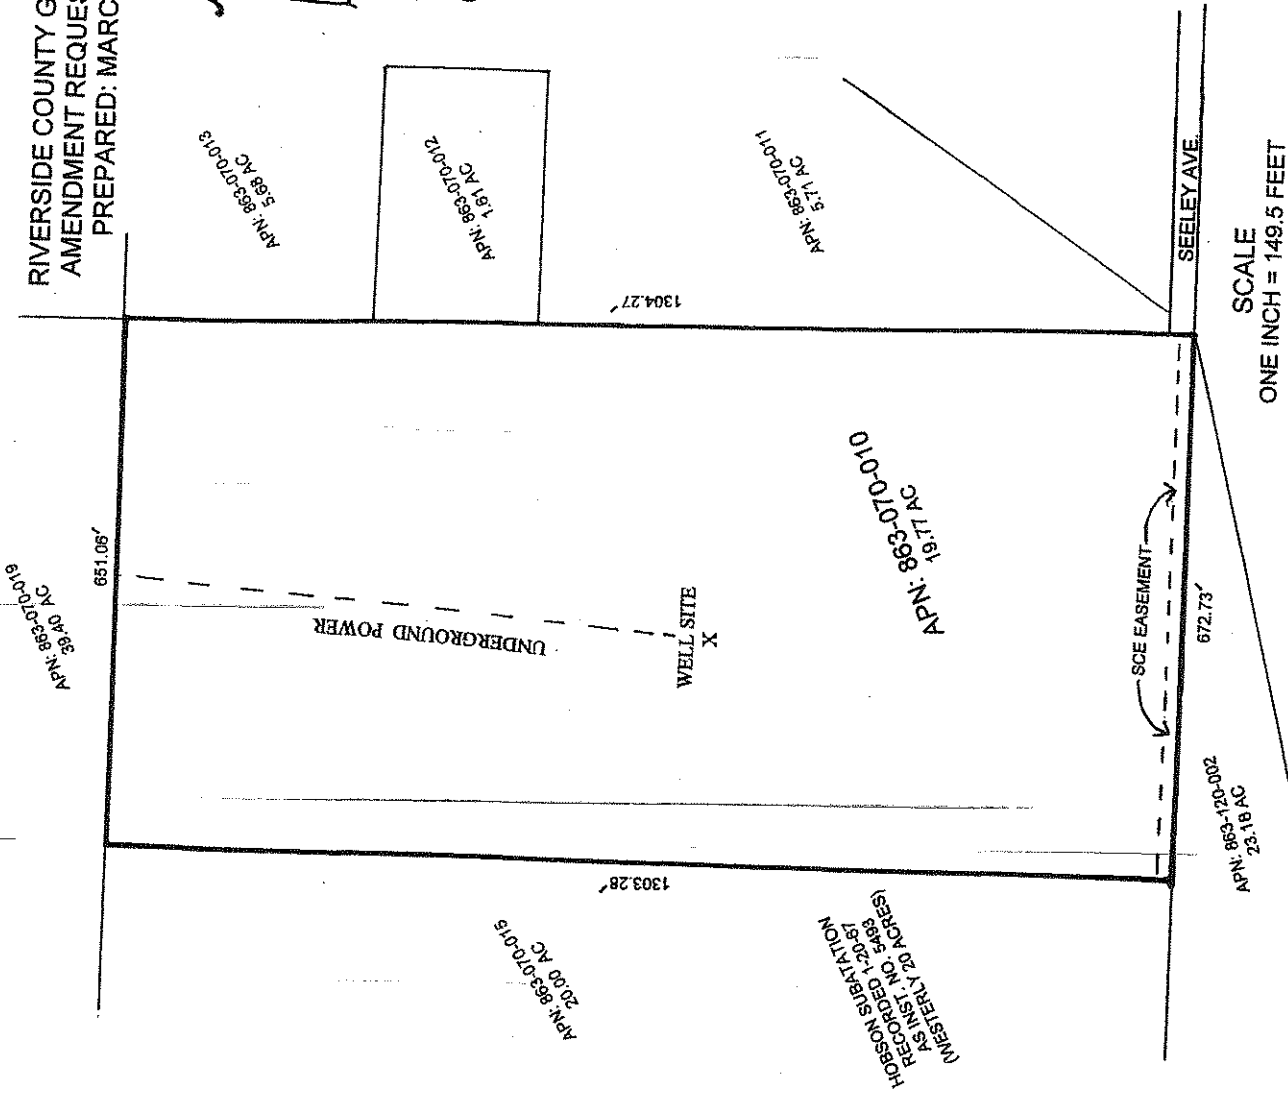 RIVERSIDE COUNTY G
AMENDMENT REQUES
PREPARED: MARC
APN: 863-070-013
5.68 AC
APN: 863-070-012
1.61 AC
APN: 863-070-011
5.71 AC
SEELEY AVE
SCALE
ONE INCH = 149.5 FEET
1304.27′
APN: 863-070-019
39.40 AC
651.06′
UNDERGROUND POWER
WELL SITE
X
APN: 863-070-010
19.77 AC
SCE EASEMENT
672.73′
1303.28′
APN: 863-070-015
20.00 AC
HOBSON SUBATATION
RECORDED 1-20-67
AS INST. NO. 5493
(WESTERLY 20 ACRES)
APN: 863-120-002
23.18 AC